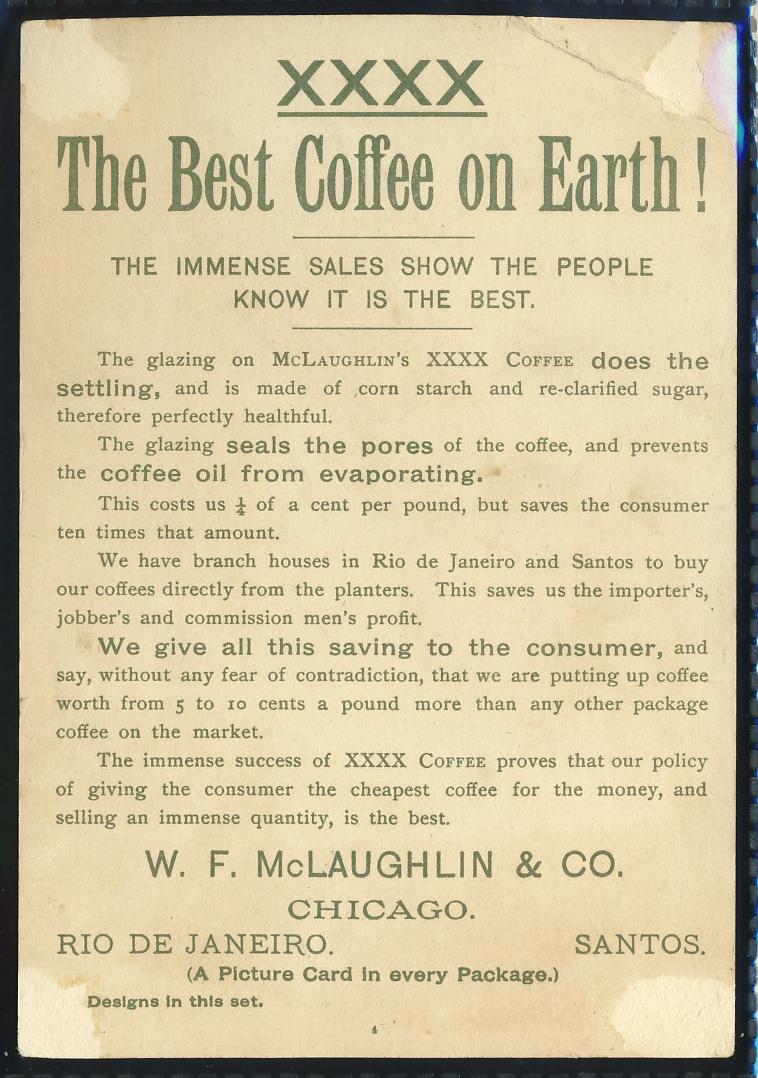 XXXX
The Best Coffee on Earth!
THE IMMENSE SALES SHOW THE PEOPLE
KNOW IT IS THE BEST.
The glazing on McLaughlin's XXXX Coffee does the
settling, and is made of corn starch and re-clarified sugar,
therefore perfectly healthful.
The glazing seals the pores of the coffee, and prevents
the coffee oil from evaporating.
This costs us ¼ of a cent per pound, but saves the consumer
ten times that amount.
We have branch houses in Rio de Janeiro and Santos to buy
our coffees directly from the planters. This saves us the importer's,
jobber's and commission men's profit.
We give all this saving to the consumer, and
say, without any fear of contradiction, that we are putting up coffee
worth from 5 to 10 cents a pound more than any other package
coffee on the market.
The immense success of XXXX Coffee proves that our policy
of giving the consumer the cheapest coffee for the money, and
selling an immense quantity, is the best.
W. F. McLAUGHLIN & CO.
CHICAGO.
RIO DE JANEIRO. SANTOS.
(A Picture Card in every Package.)
Designs in this set.